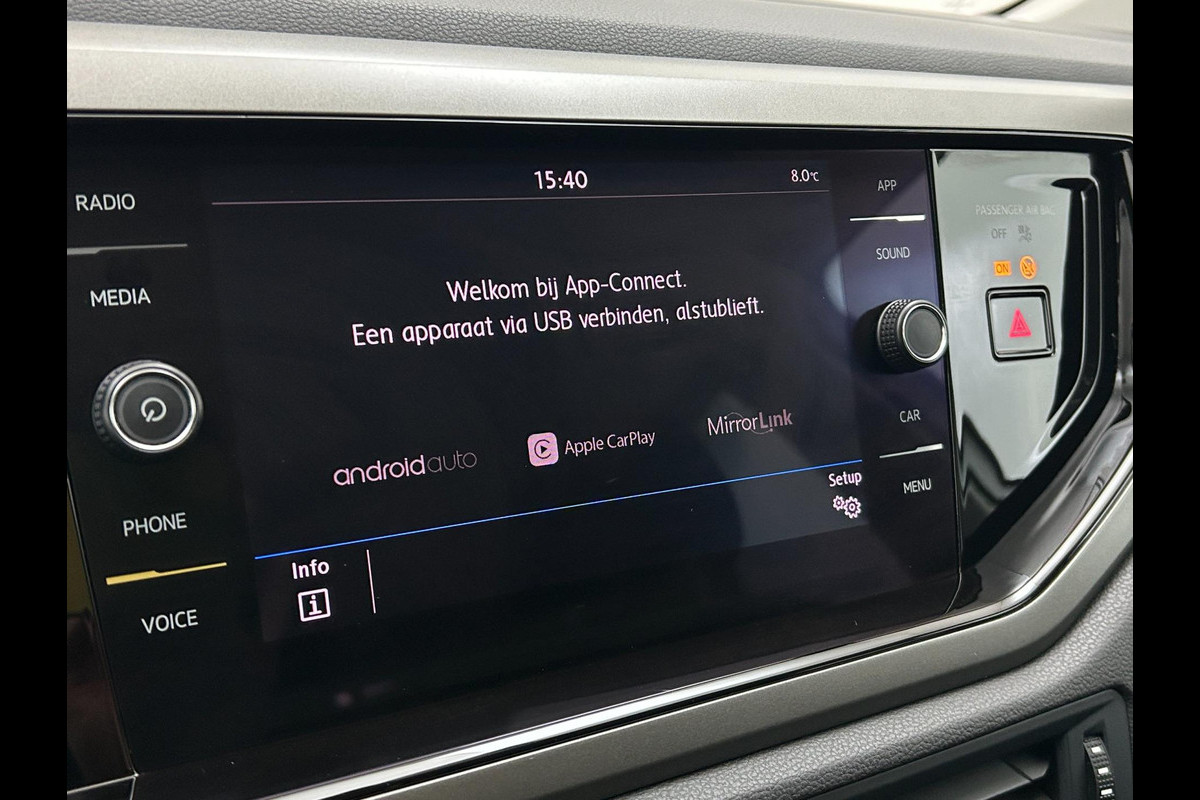 15:40
8.0°C
RADIO
MEDIA
PHONE
VOICE
Welkom bij App-Connect.
Een apparaat via USB verbinden, alstublieft.
androidauto
Apple CarPlay
MirrorLink
Setup
Info
i
APP
SOUND
CAR
MENU
PASSENGER AIR BAG
OFF
ON